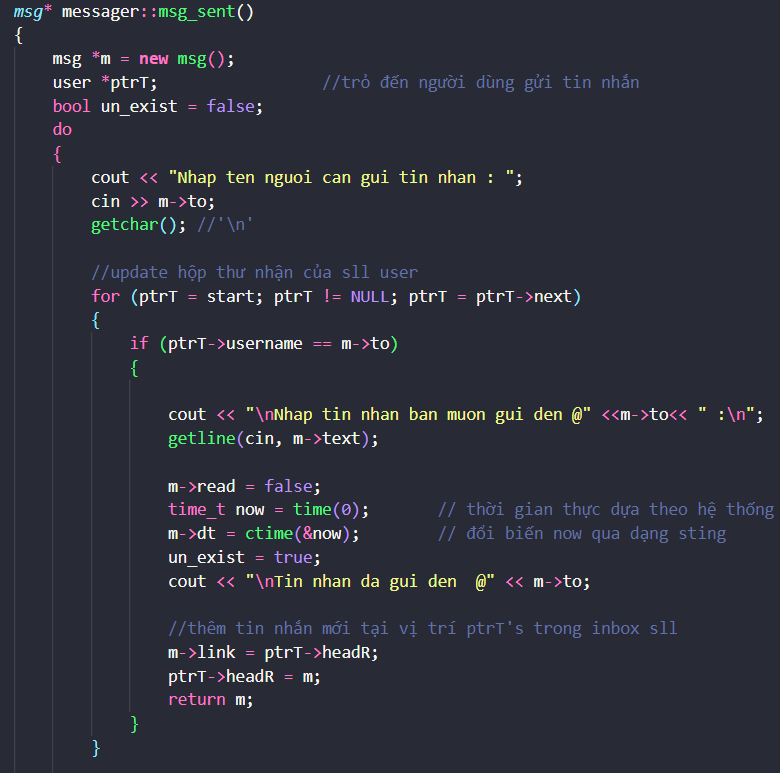 msg* messager::msg_sent()
{
    msg *m = new msg();
    user *ptrT;                 //trỏ đến người dùng gửi tin nhắn
    bool un_exist = false;
    do
    {
        cout << "Nhap ten nguoi can gui tin nhan : ";
        cin >> m->to;
        getchar(); //'\n'

        //update hộp thư nhận của sll user
        for (ptrT = start; ptrT != NULL; ptrT = ptrT->next)
        {
            if (ptrT->username == m->to)
            {

                cout << "\nNhap tin nhan ban muon gui den @" <<m->to<< " :\n";
                getline(cin, m->text);

                m->read = false;
                time_t now = time(0);       // thời gian thực dựa theo hệ thống
                m->dt = ctime(&now);        // đổi biến now qua dạng sting
                un_exist = true;
                cout << "\nTin nhan da gui den  @" << m->to;

                //thêm tin nhắn mới tại vị trí ptrT's trong inbox sll
                m->link = ptrT->headR;
                ptrT->headR = m;
                return m;
            }
        }